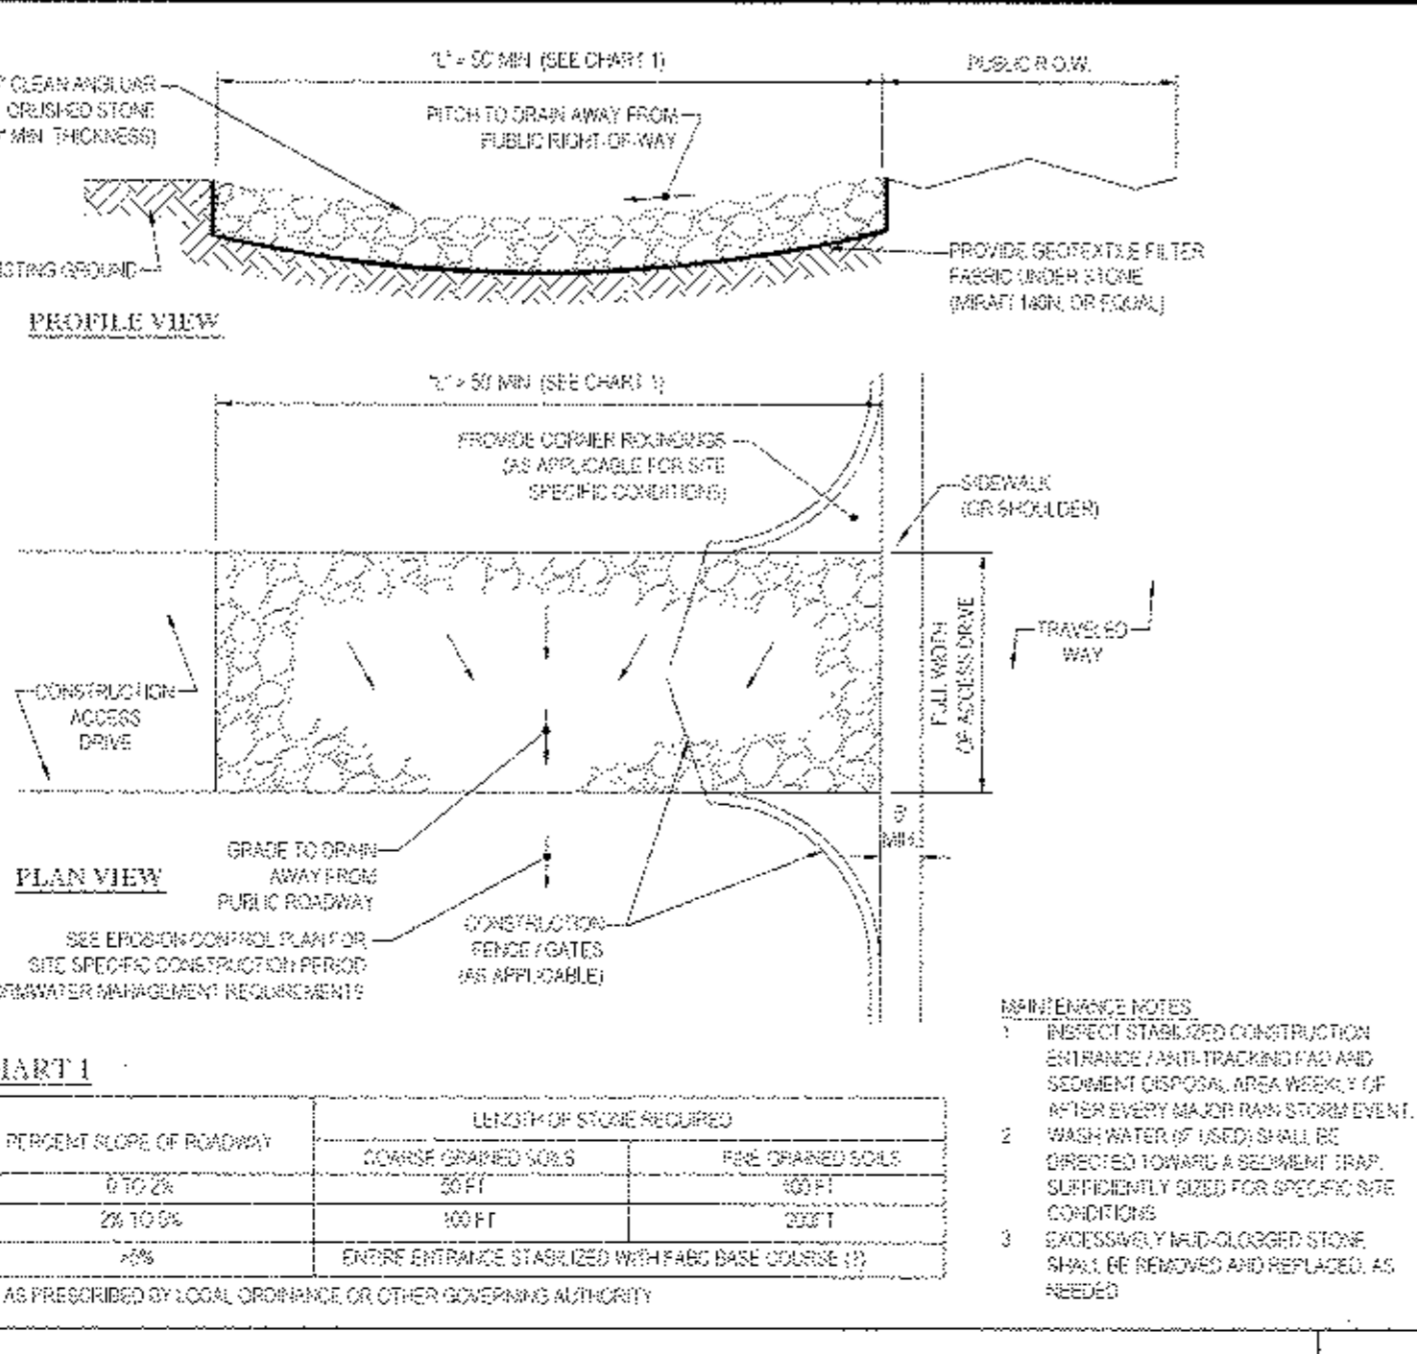 "L" = 50' MIN. (SEE CHART 1)
PUBLIC R.O.W.
CLEAN ANGLUAR
CRUSHED STONE
MIN. THICKNESS)
PITCH TO DRAIN AWAY FROM
PUBLIC RIGHT-OF-WAY
GROUND
PROVIDE GEOTEXTILE FILTER
FABRIC UNDER STONE
(MIRAFI 140N, OR EQUAL)
PROFILE VIEW
"L" = 50' MIN. (SEE CHART 1)
PROVIDE CORNER ROUNDINGS
(AS APPLICABLE FOR SITE
SPECIFIC CONDITIONS)
SIDEWALK
(OR SHOULDER)
FULL WIDTH
OF ACCESS DRIVE
TRAVELED
WAY
CONSTRUCTION
ACCESS
DRIVE
MIN.
GRADE TO DRAIN
AWAY FROM
PUBLIC ROADWAY
PLAN VIEW
SEE EROSION CONTROL PLAN FOR
SITE SPECIFIC CONSTRUCTION PERIOD
MANAGEMENT REQUIREMENTS
CONSTRUCTION
FENCE / GATES
(AS APPLICABLE)
HART 1
PERCENT SLOPE OF ROADWAY
LENGTH OF STONE REQUIRED
COARSE GRAINED SOILS
FINE GRAINED SOILS
0 TO 2%
50 FT
100 FT
2% TO 5%
100 FT
200FT
>5%
ENTIRE ENTRANCE STABILIZED WITH FABC BASE COURSE (1)
AS PRESCRIBED BY LOCAL ORDINANCE OR OTHER GOVERNING AUTHORITY
MAINTENANCE NOTES
1 INSPECT STABILIZED CONSTRUCTION
ENTRANCE / ANTI-TRACKING PAD AND
SEDIMENT DISPOSAL AREA WEEKLY OR
AFTER EVERY MAJOR RAIN STORM EVENT.
2 WASH WATER (IF USED) SHALL BE
DIRECTED TOWARD A SEDIMENT TRAP,
SUFFICIENTLY SIZED FOR SPECIFIC SITE
CONDITIONS
3 EXCESSIVELY MUD-CLOGGED STONE
SHALL BE REMOVED AND REPLACED, AS
NEEDED